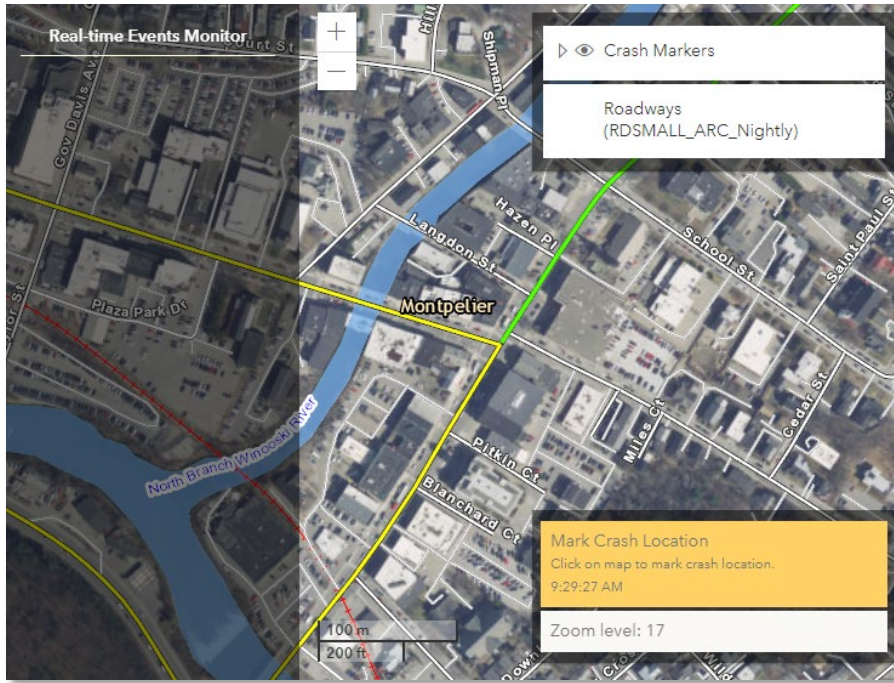 Real-time Events Monitor
Court St
Gov Davis Ave
Shipman Pl
+
−
Crash Markers
Roadways
(RDSMALL_ARC_Nightly)
Hazen Pl
Langdon St
School St
Saint Paul St
Plaza Park Dr
Montpelier
North Branch Winooski River
Pitkin Ct
Blanchard Ct
Miles Ct
Cedar St
Mark Crash Location
Click on map to mark crash location.
9:29:27 AM
Zoom level: 17
100 m
200 ft